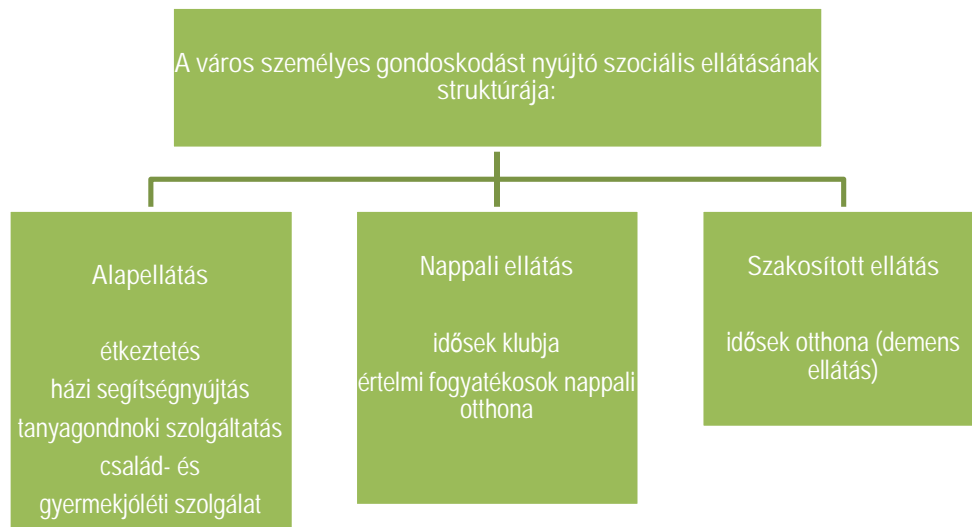 A város személyes gondoskodást nyújtó szociális ellátásának
struktúrája:
Alapellátás
étkeztetés
házi segítségnyújtás
tanyagondnoki szolgáltatás
család- és
gyermekjóléti szolgálat
Nappali ellátás
idősek klubja
értelmi fogyatékosok nappali
otthona
Szakosított ellátás
idősek otthona (demens
ellátás)